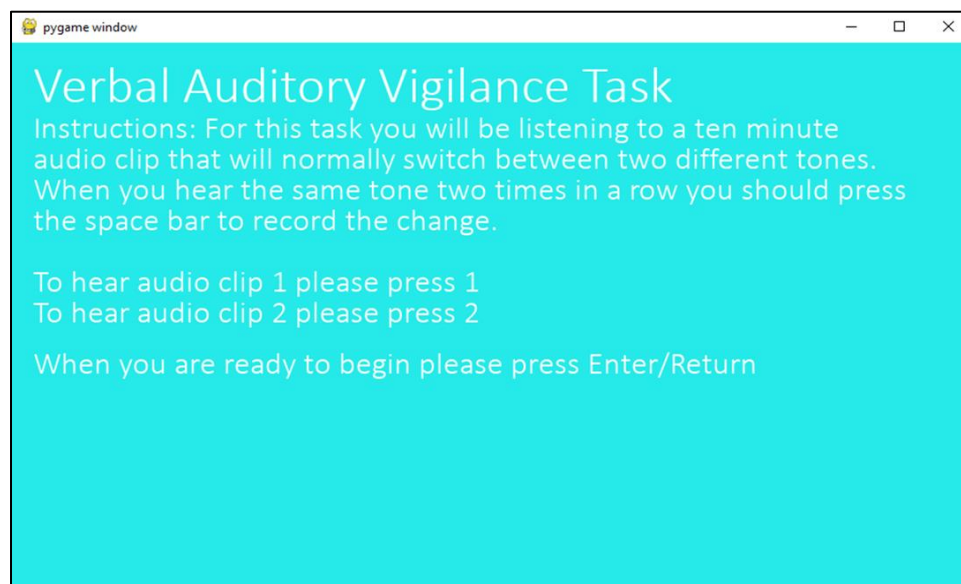 pygame window
Verbal Auditory Vigilance Task
Instructions: For this task you will be listening to a ten minute
audio clip that will normally switch between two different tones.
When you hear the same tone two times in a row you should press
the space bar to record the change.
To hear audio clip 1 please press 1
To hear audio clip 2 please press 2
When you are ready to begin please press Enter/Return